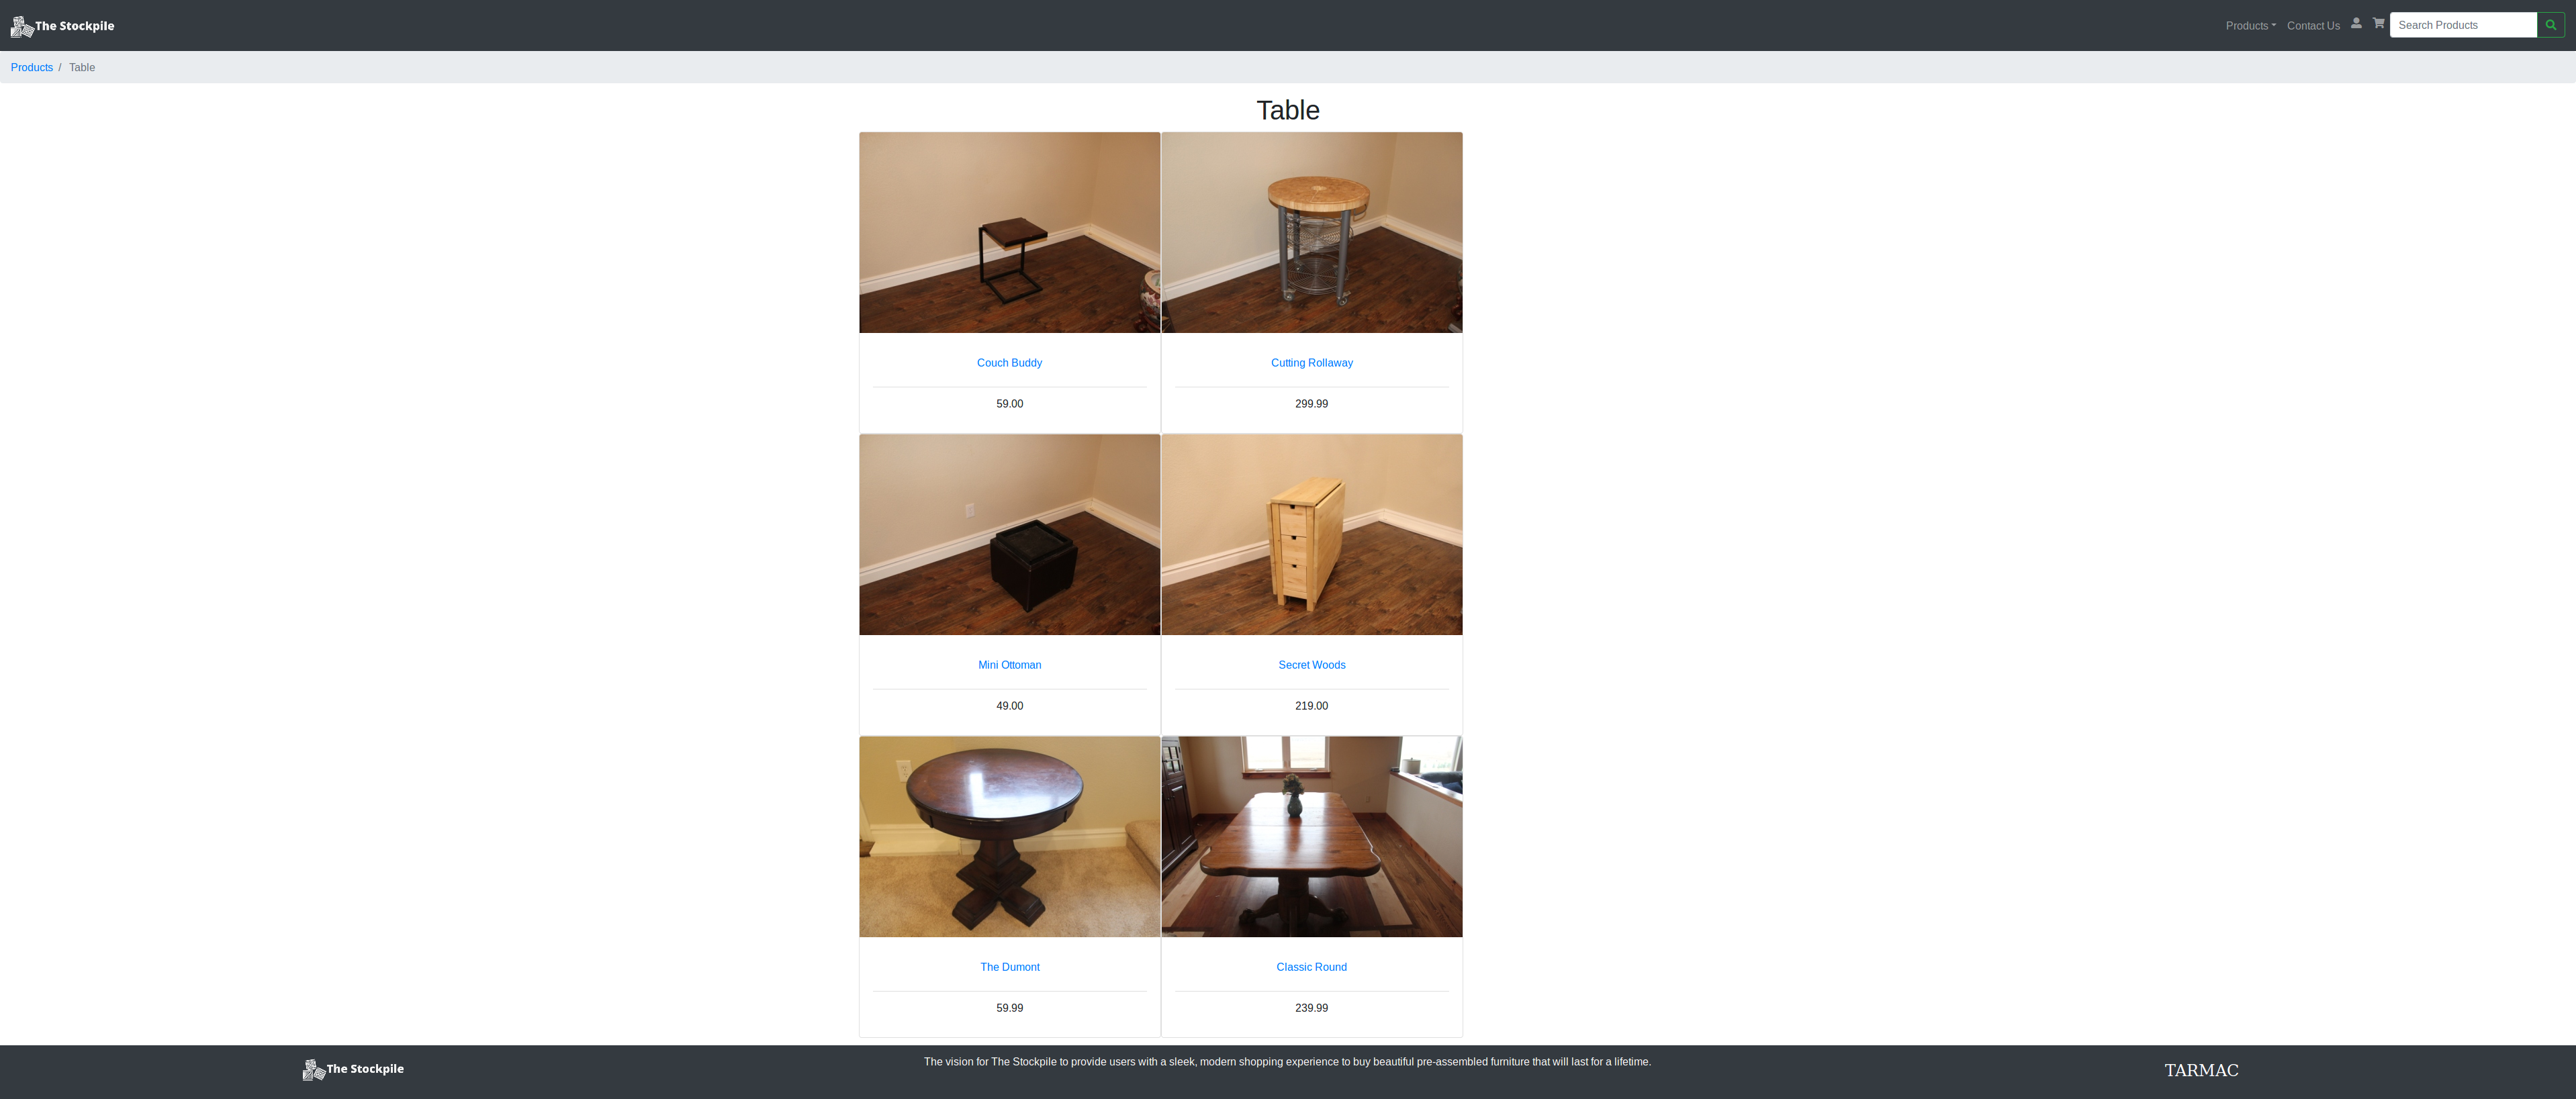 The Stockpile
Products
Contact Us
Search Products
Products / Table
Table
Couch Buddy
59.00
Cutting Rollaway
299.99
Mini Ottoman
49.00
Secret Woods
219.00
The Dumont
59.99
Classic Round
239.99
The Stockpile
The vision for The Stockpile to provide users with a sleek, modern shopping experience to buy beautiful pre-assembled furniture that will last for a lifetime.
TARMAC